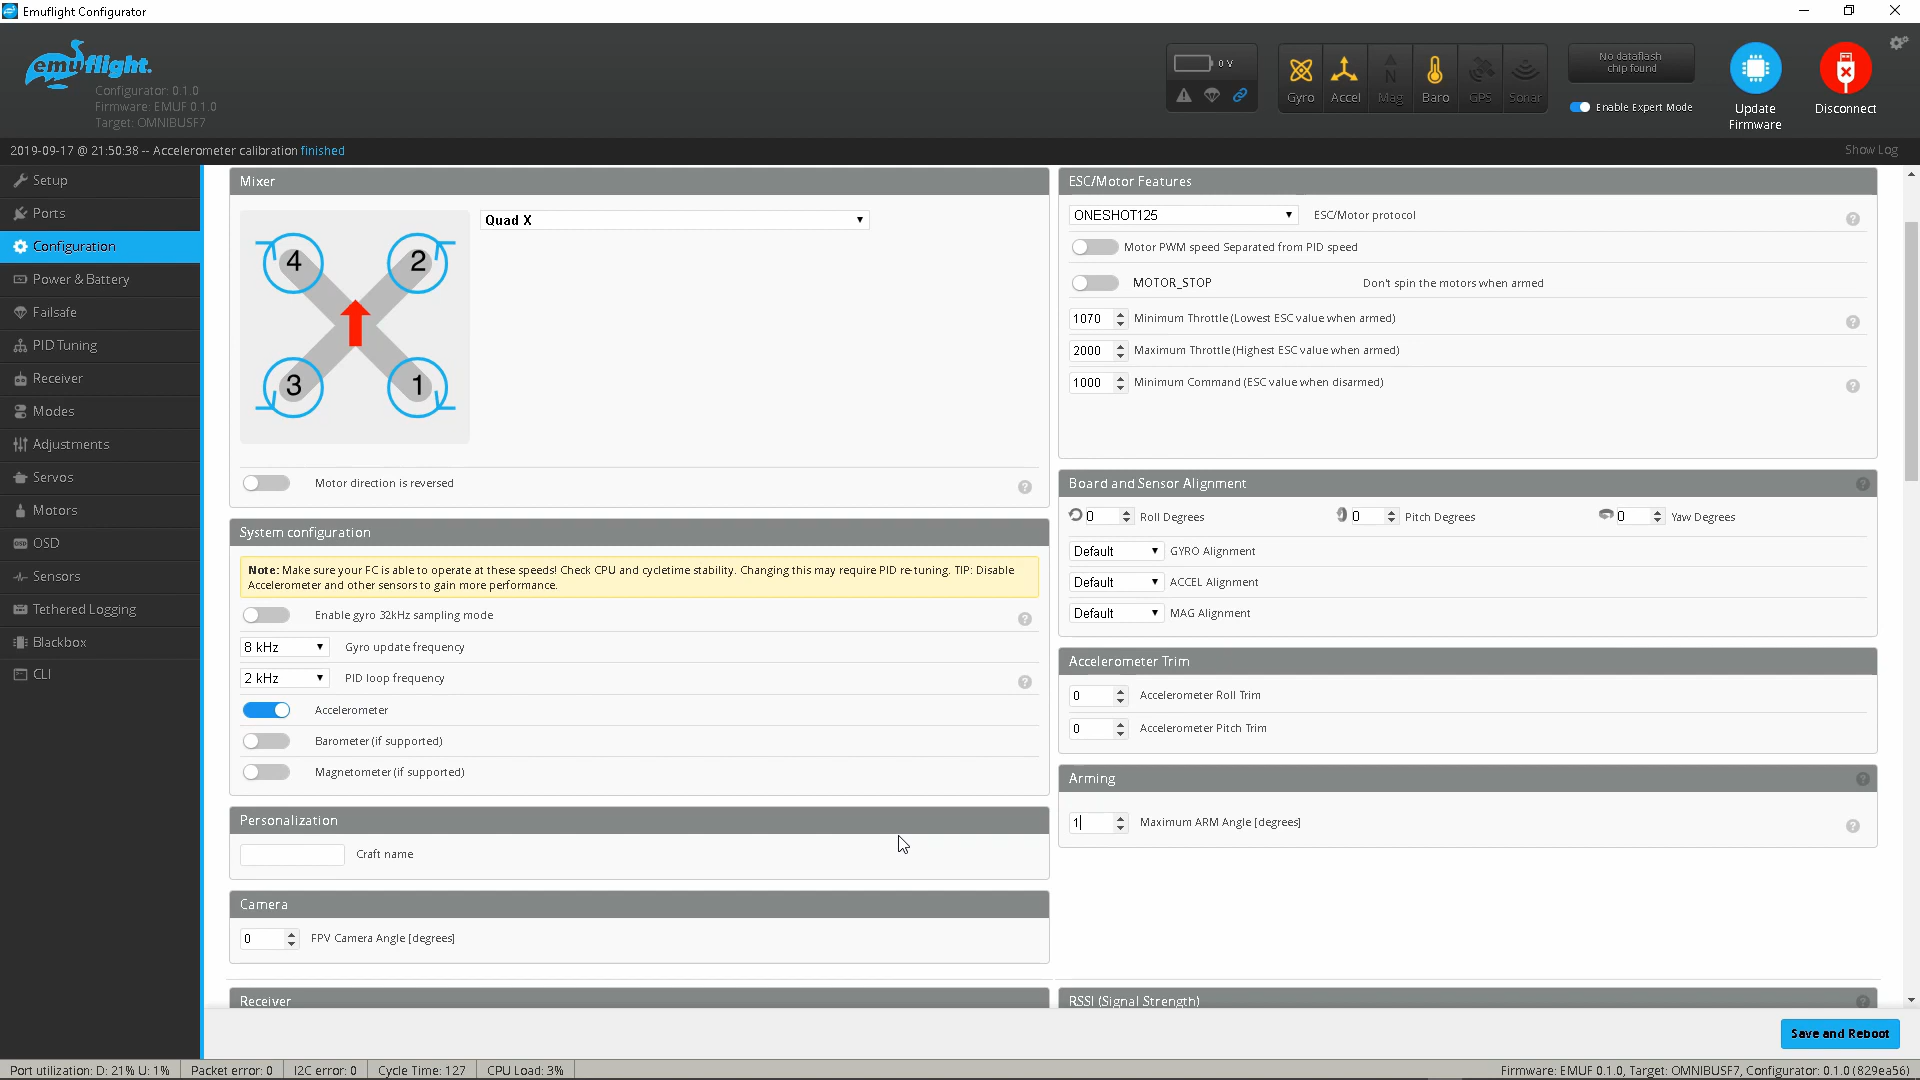 Emuflight Configurator
emuflight.
Configurator: 0.1.0
Firmware: EMUF 0.1.0
Target: OMNIBUSF7
0 V
Gyro
Accel
Mag
Baro
GPS
Sonar
No dataflash
chip found
Enable Expert Mode
Update
Firmware
Disconnect
2019-09-17 @ 21:50:38 -- Accelerometer calibration finished
Show Log
Setup
Ports
Configuration
Power & Battery
Failsafe
PID Tuning
Receiver
Modes
Adjustments
Servos
Motors
OSD
Sensors
Tethered Logging
Blackbox
CLI
Mixer
Quad X
4
2
3
1
Motor direction is reversed
System configuration
Note: Make sure your FC is able to operate at these speeds! Check CPU and cycletime stability. Changing this may require PID re-tuning. TIP: Disable
Accelerometer and other sensors to gain more performance.
Enable gyro 32kHz sampling mode
8 kHz Gyro update frequency
2 kHz PID loop frequency
Accelerometer
Barometer (if supported)
Magnetometer (if supported)
Personalization
Craft name
Camera
0 FPV Camera Angle [degrees]
Receiver
ESC/Motor Features
ONESHOT125 ESC/Motor protocol
Motor PWM speed Separated from PID speed
MOTOR_STOP Don't spin the motors when armed
1070 Minimum Throttle (Lowest ESC value when armed)
2000 Maximum Throttle (Highest ESC value when armed)
1000 Minimum Command (ESC value when disarmed)
Board and Sensor Alignment
0 Roll Degrees 0 Pitch Degrees 0 Yaw Degrees
Default GYRO Alignment
Default ACCEL Alignment
Default MAG Alignment
Accelerometer Trim
0 Accelerometer Roll Trim
0 Accelerometer Pitch Trim
Arming
1 Maximum ARM Angle [degrees]
RSSI (Signal Strength)
Save and Reboot
Port utilization: D: 21% U: 1% Packet error: 0 I2C error: 0 Cycle Time: 127 CPU Load: 3% Firmware: EMUF 0.1.0, Target: OMNIBUSF7, Configurator: 0.1.0 (829ea56)